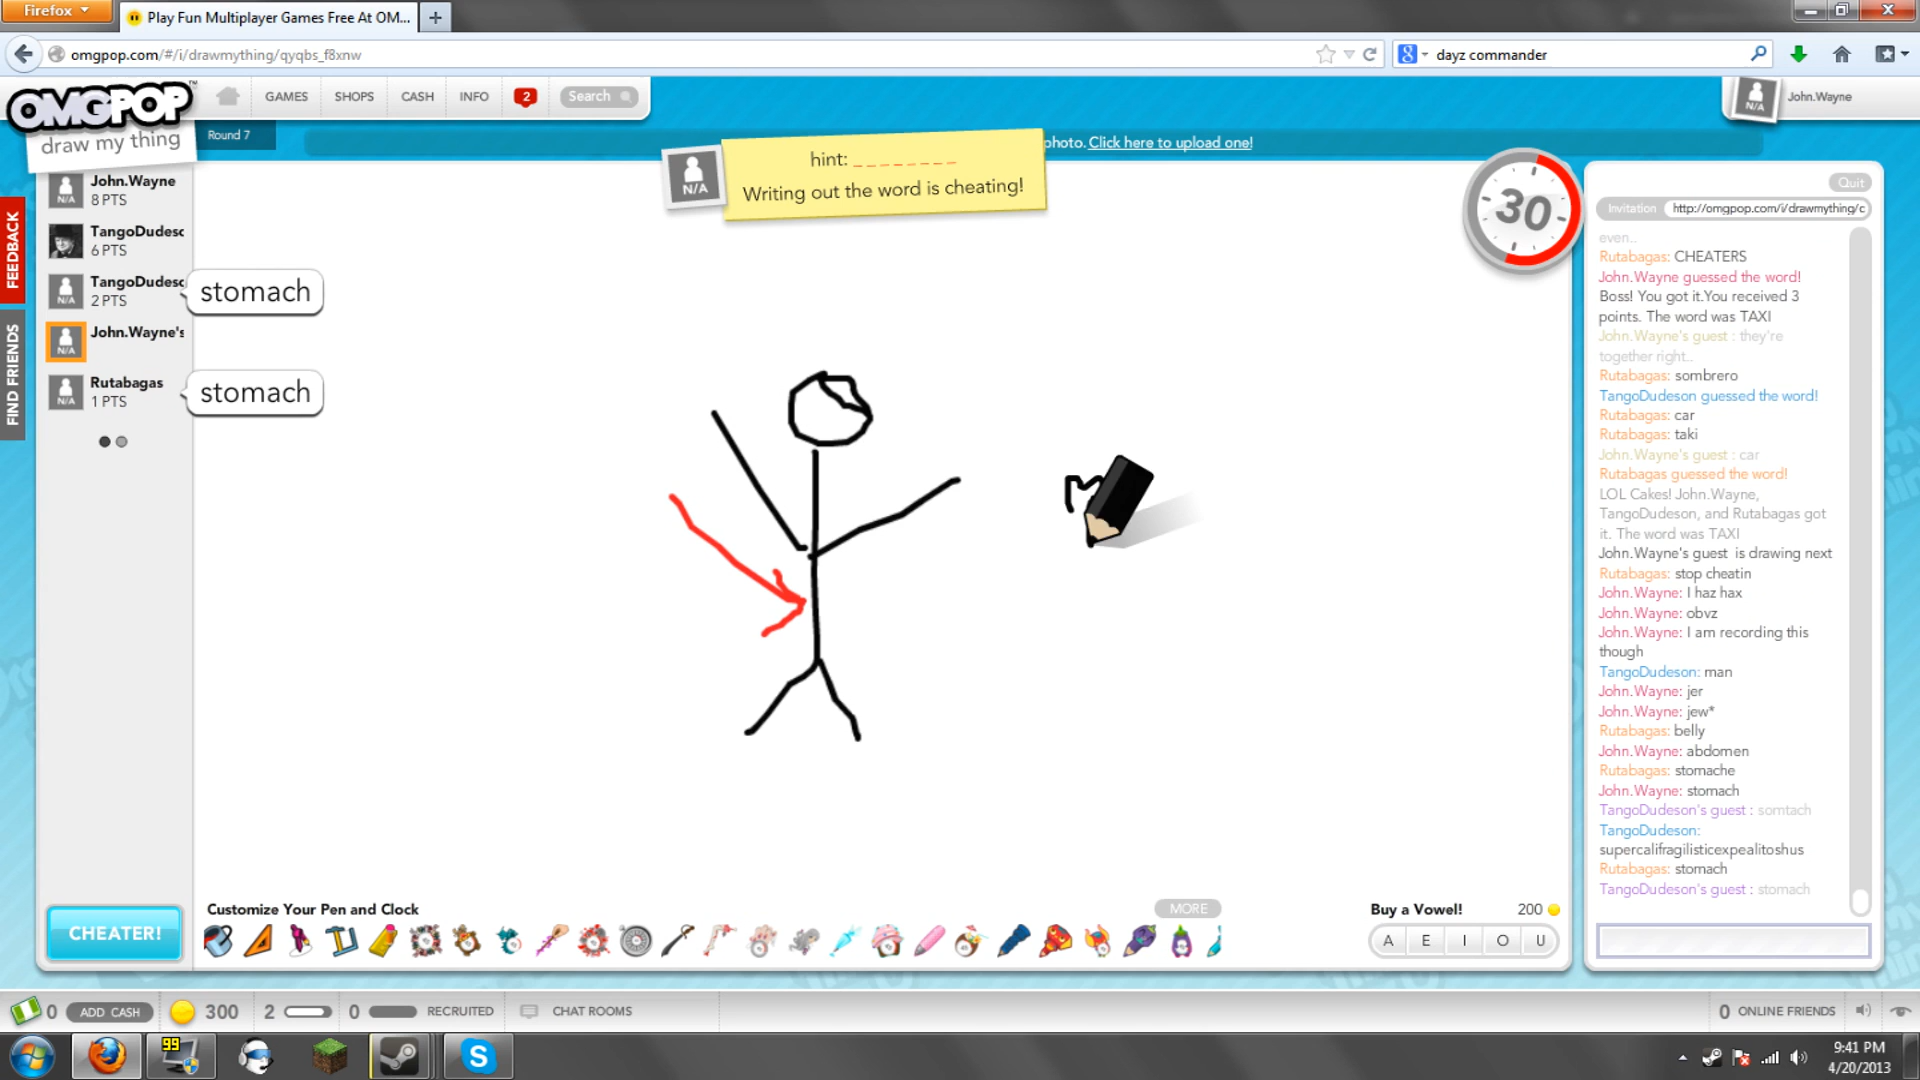 Firefox
Play Fun Multiplayer Games Free At OM...
omgpop.com/#/i/drawmything/qyqbs_f8xnw
dayz commander
OMGPOP™
draw my thing
GAMES
SHOPS
CASH
INFO
2
Search
N/A
John.Wayne
Round 7
photo. Click here to upload one!
N/A
hint: _ _ _ _ _ _ _ _
Writing out the word is cheating!
30
FEEDBACK
FIND FRIENDS
N/A
John.Wayne
8 PTS
TangoDudesc
6 PTS
N/A
TangoDudesc
2 PTS
stomach
N/A
John.Wayne's
N/A
Rutabagas
1 PTS
stomach
CHEATER!
Quit
Invitation
http://omgpop.com/i/drawmything/c
even..
Rutabagas: CHEATERS
John.Wayne guessed the word!
Boss! You got it.You received 3
points. The word was TAXI
John.Wayne's guest : they're
together right..
Rutabagas: sombrero
TangoDudeson guessed the word!
Rutabagas: car
Rutabagas: taki
John.Wayne's guest : car
Rutabagas guessed the word!
LOL Cakes! John.Wayne,
TangoDudeson, and Rutabagas got
it. The word was TAXI
John.Wayne's guest is drawing next
Rutabagas: stop cheatin
John.Wayne: I haz hax
John.Wayne: obvz
John.Wayne: I am recording this
though
TangoDudeson: man
John.Wayne: jer
John.Wayne: jew*
Rutabagas: belly
John.Wayne: abdomen
Rutabagas: stomache
John.Wayne: stomach
TangoDudeson's guest : somtach
TangoDudeson:
supercalifragilisticexpealitoshus
Rutabagas: stomach
TangoDudeson's guest : stomach
Customize Your Pen and Clock
MORE
Buy a Vowel!
200
A E I O U
0
ADD CASH
300
2
0
RECRUITED
CHAT ROOMS
0 ONLINE FRIENDS
99
9:41 PM
4/20/2013